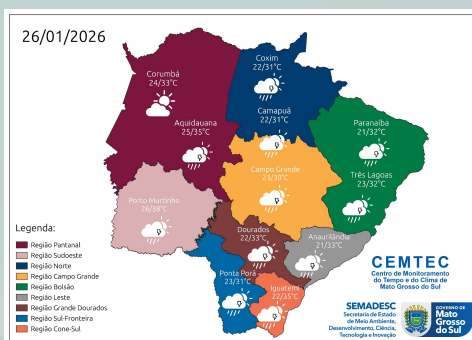 26/01/2026
Corumbá
24/33°C
Coxim
22/31°C
Camapuã
22/31°C
Aquidauana
25/35°C
Paranaíba
21/32°C
Campo Grande
23/30°C
Três Lagoas
23/32°C
Porto Murtinho
26/38°C
Dourados
22/33°C
Anaurilândia
21/33°C
Ponta Porã
23/31°C
Iguatemi
22/35°C
Legenda:
Região Pantanal
Região Sudoeste
Região Norte
Região Campo Grande
Região Bolsão
Região Leste
Região Grande Dourados
Região Sul-Fronteira
Região Cone-Sul
CEMTEC
Centro de Monitoramento
do Tempo e do Clima de
Mato Grosso do Sul
SEMADESC
Secretaria de Estado
de Meio Ambiente,
Desenvolvimento, Ciência,
Tecnologia e Inovação
GOVERNO DE
Mato
Grosso
do Sul